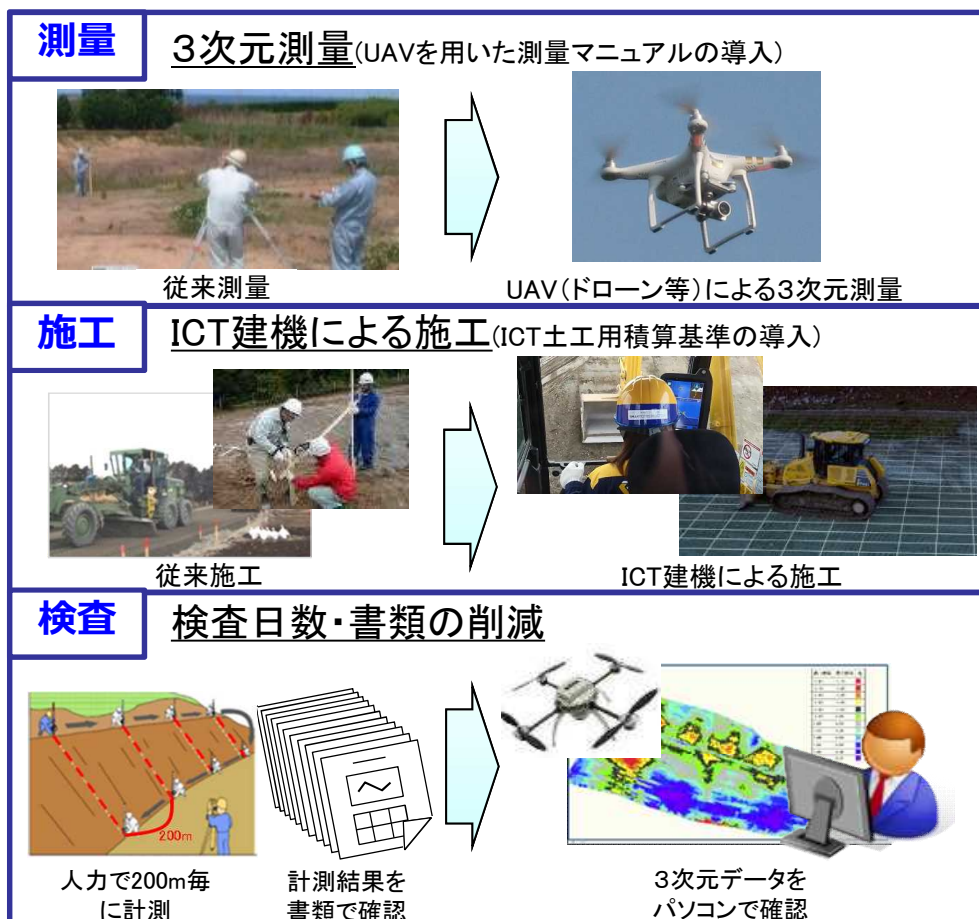 測量
3次元測量(UAVを用いた測量マニュアルの導入)
従来測量
UAV(ドローン等)による3次元測量
施工
ICT建機による施工(ICT土工用積算基準の導入)
従来施工
ICT建機による施工
検査
検査日数・書類の削減
200m
人力で200m毎
に計測
計測結果を
書類で確認
3次元データを
パソコンで確認